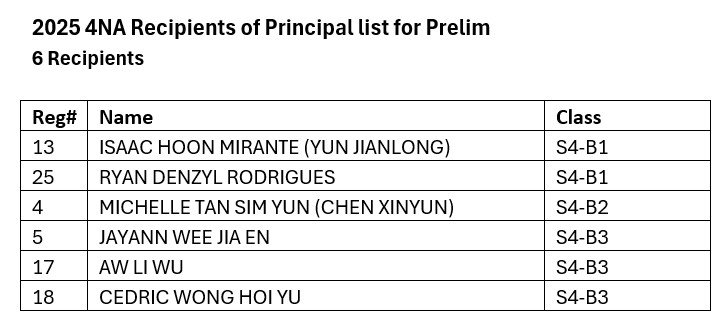 2025 4NA Recipients of Principal list for Prelim
6 Recipients
Reg# Name Class
13 ISAAC HOON MIRANTE (YUN JIANLONG) S4-B1
25 RYAN DENZYL RODRIGUES S4-B1
4 MICHELLE TAN SIM YUN (CHEN XINYUN) S4-B2
5 JAYANN WEE JIA EN S4-B3
17 AW LI WU S4-B3
18 CEDRIC WONG HOI YU S4-B3